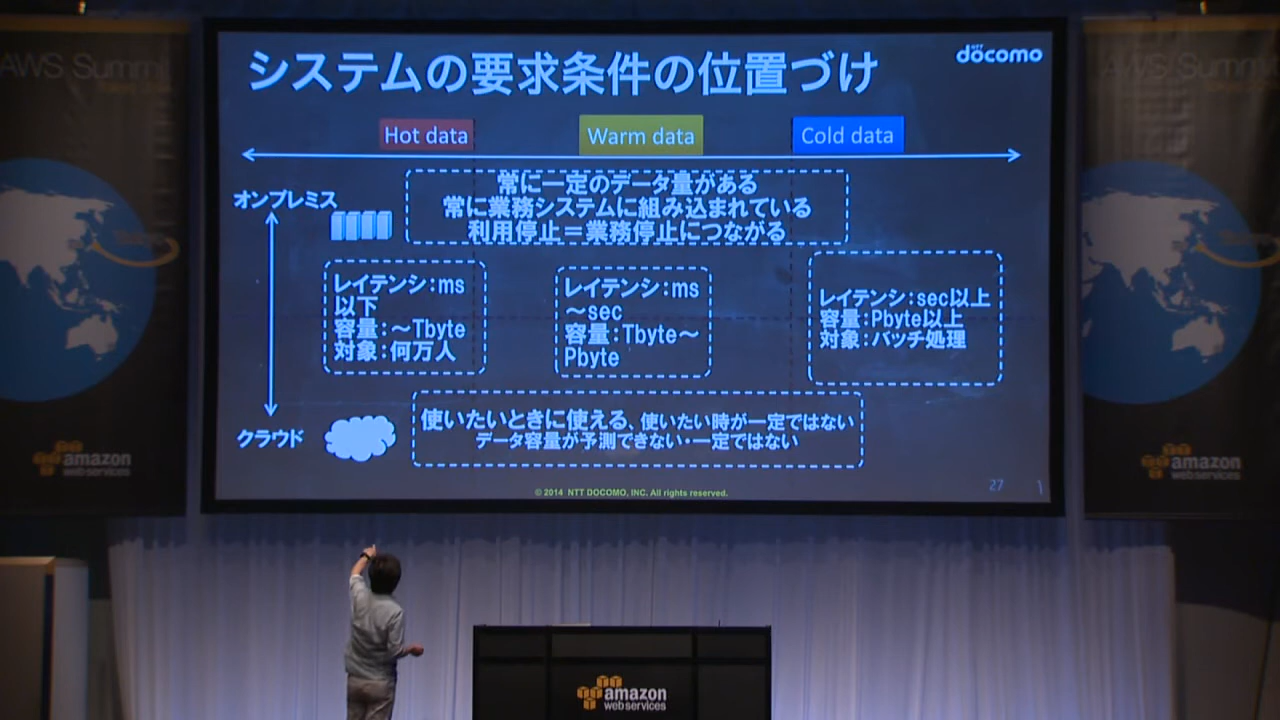 システムの要求条件の位置づけ
NTT
döcomo
AWS Summi
AWS Summi
Hot data
Warm data
Cold data
オンプレミス
常に一定のデータ量がある
常に業務システムに組み込まれている
利用停止＝業務停止につながる
レイテンシ：ms
以下
容量：～Tbyte
対象：何万人
レイテンシ：ms
～sec
容量：Tbyte～
Pbyte
レイテンシ：sec以上
容量：Pbyte以上
対象：バッチ処理
クラウド
使いたいときに使える、使いたい時が一定ではない
データ容量が予測できない・一定ではない
© 2014 NTT DOCOMO, INC. All rights reserved.
27
1
amazon
webservices
amazon
webservices
amazon
webservices